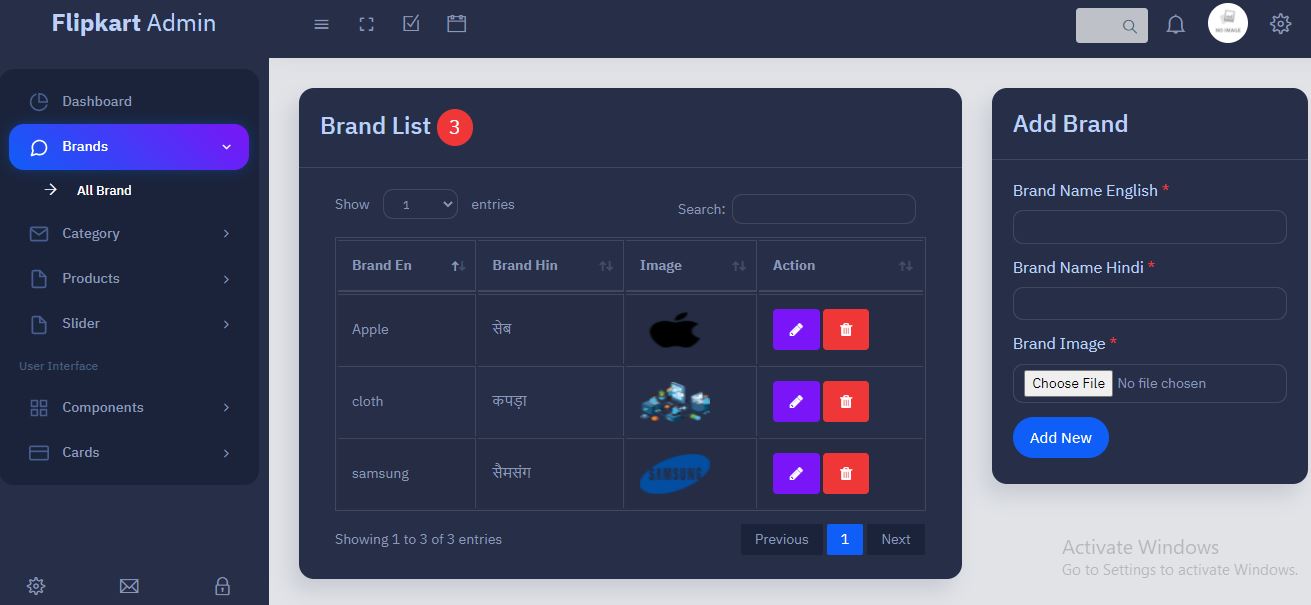 Flipkart Admin
NO IMAGE
Dashboard
Brands
All Brand
Category
Products
Slider
User Interface
Components
Cards
Brand List 3
Show 1 entries
Search:
Brand En Brand Hin Image Action
Apple सेब
cloth कपड़ा
samsung सैमसंग SAMSUNG
Showing 1 to 3 of 3 entries
Previous 1 Next
Add Brand
Brand Name English *
Brand Name Hindi *
Brand Image *
Choose File No file chosen
Add New
Activate Windows
Go to Settings to activate Windows.